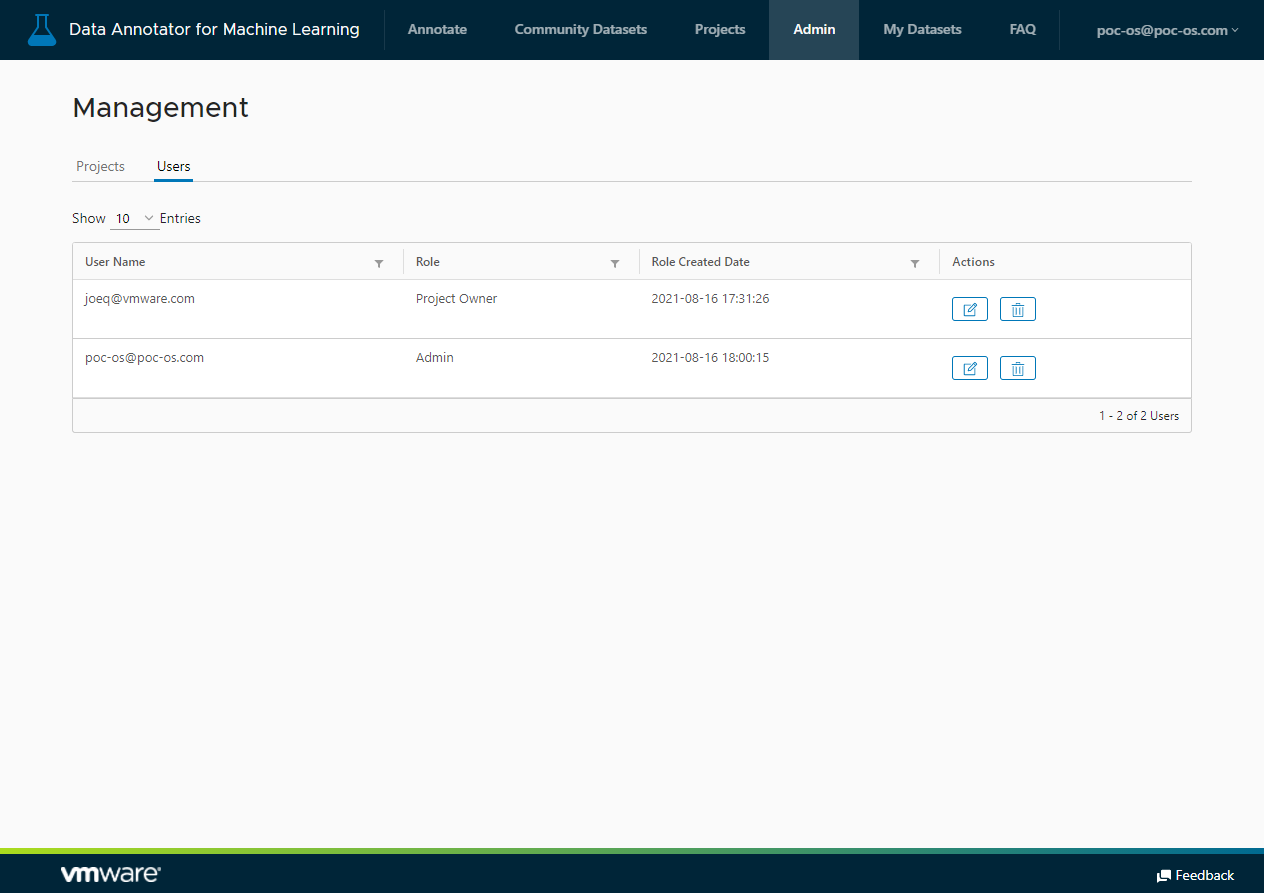 Data Annotator for Machine Learning Annotate Community Datasets Projects Admin My Datasets FAQ poc-os@poc-os.com
Management
Projects Users
Show 10 Entries
User Name Role Role Created Date Actions
joeq@vmware.com Project Owner 2021-08-16 17:31:26
poc-os@poc-os.com Admin 2021-08-16 18:00:15
1 - 2 of 2 Users
vmware Feedback